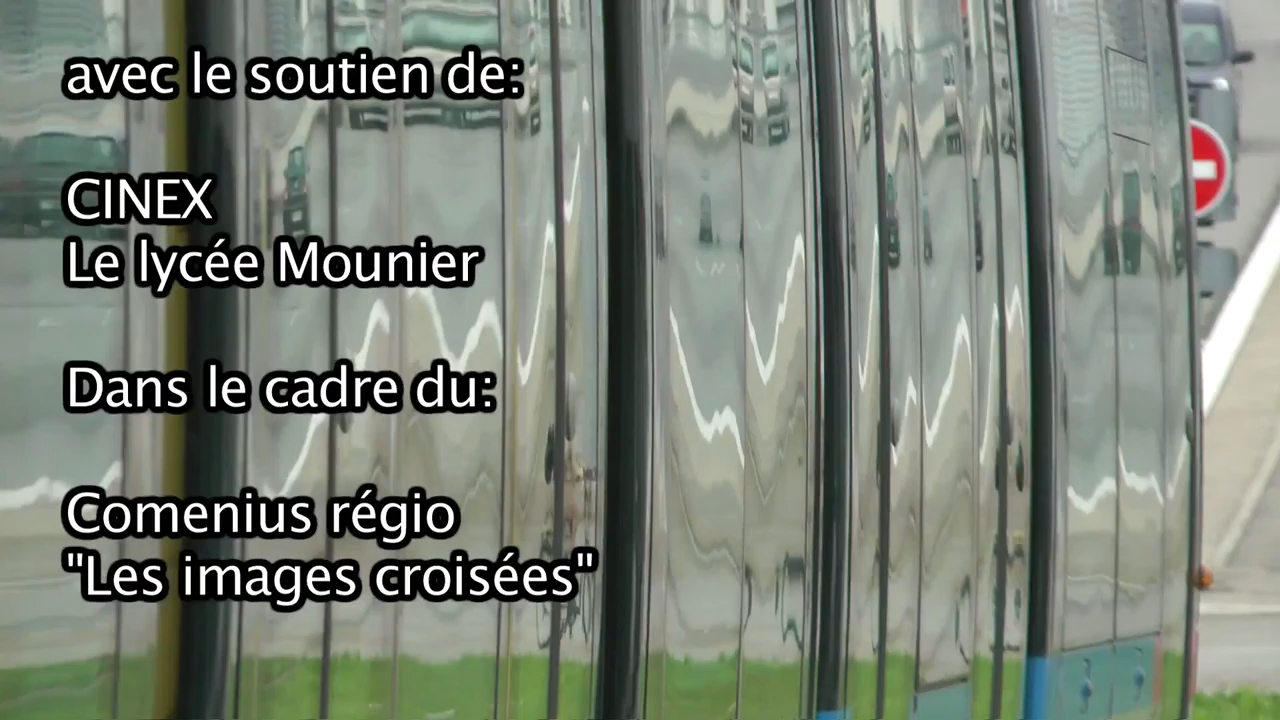 avec le soutien de:
CINEX
Le lycée Mounier
Dans le cadre du:
Comenius régio
"Les images croisées"